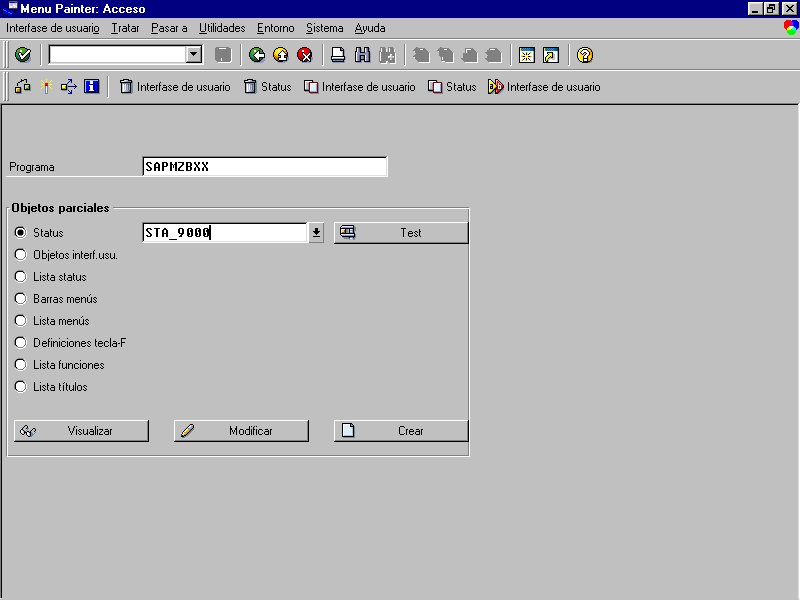 Menu Painter: Acceso
Interfase de usuario Tratar Pasar a Utilidades Entorno Sistema Ayuda
Interfase de usuario Status Interfase de usuario Status Interfase de usuario
Programa SAPMZBXX
Objetos parciales
Status STA_9000 Test
Objetos interf.usu.
Lista status
Barras menús
Lista menús
Definiciones tecla-F
Lista funciones
Lista títulos
Visualizar Modificar Crear